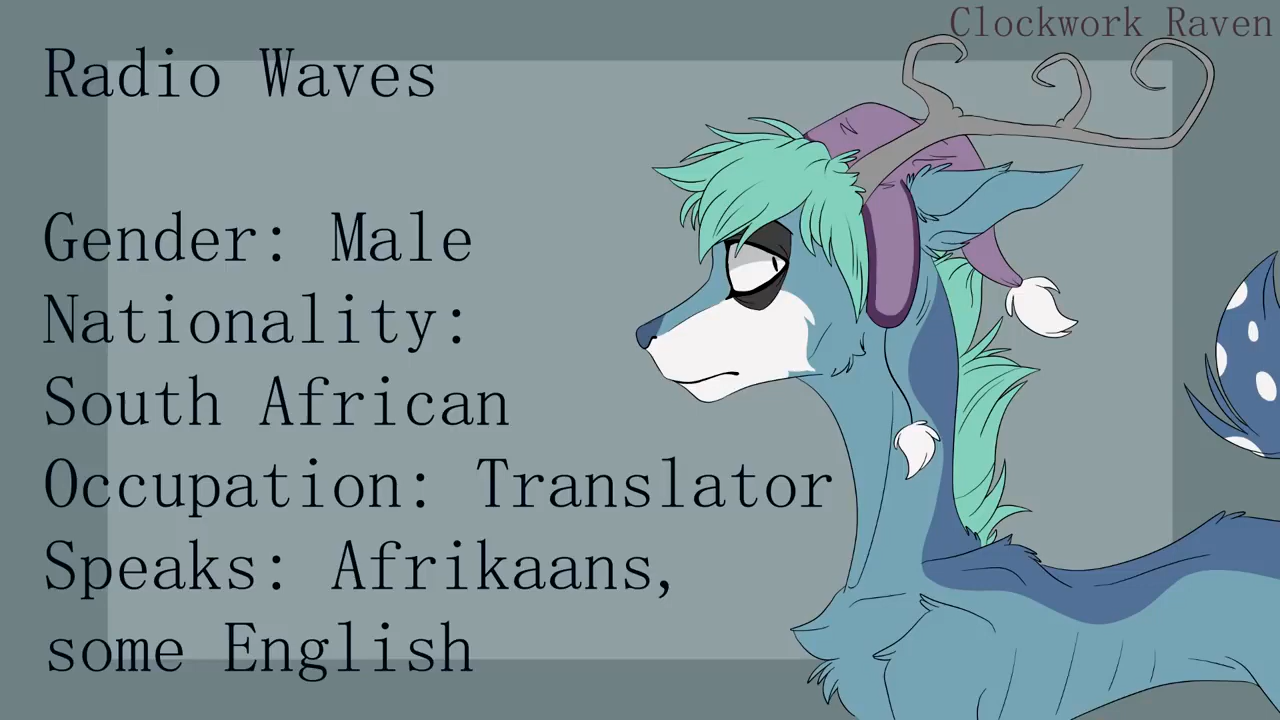 Clockwork Raven
Radio Waves
Gender: Male
Nationality:
South African
Occupation: Translator
Speaks: Afrikaans,
some English